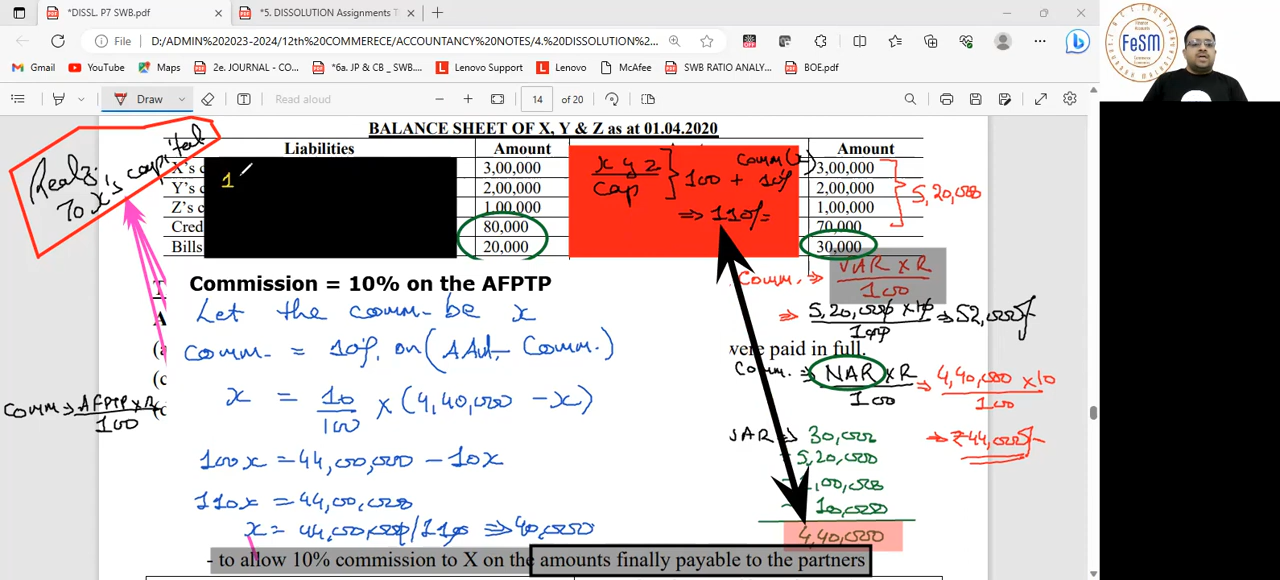 *DISSL. P7 SWB.pdf
*5. DISSOLUTION Assignments T
File
D:/ADMIN%202023-2024/12th%20COMMERECE/ACCOUNTANCE%20NOTES/4.%20DISSOLUTION%...
Gmail
YouTube
Maps
2e. JOURNAL - CO...
*6a. JP & SCB _ SWB....
Lenovo Support
Lenovo
McAfee
SWB RATIO ANALY...
BOE.pdf
Draw
Read aloud
14
of 20
FeSM
BALANCE SHEET OF X, Y & Z as at 01.04.2020
Liabilities
Amount
Amount
X's c
3,00,000
3,00,000
Y's c
2,00,000
2,00,000
Z's c
1,00,000
1,00,000
Cred
80,000
70,000
Bills
20,000
30,000
1
x y z
Cap
100 +
Comm(x)
10%
⇒ 110%
5,20,000
Realz.
To X's capital
Commission = 10% on the AFPTP
Let the comm. be x
Comm. = 10% on (AAdt. Comm.)
x = 10/100 × (4,40,000 - x)
100x = 44,00,000 - 10x
110x = 44,00,000
x = 44,00,000/110 ⇒ 40,000
Comm ⇒ AFPTP x R
100
Comm. ⇒ VAR x R
100
⇒ 5,20,000 x 10 ⇒ 52,000/-
100
were paid in full.
Comm. ⇒ NAR x R ⇒ 4,40,000 x 10
100 100
⇒ ₹44,000/-
30,000
5,20,000
1,00,000
10,000
4,40,000
- to allow 10% commission to X on the amounts finally payable to the partners